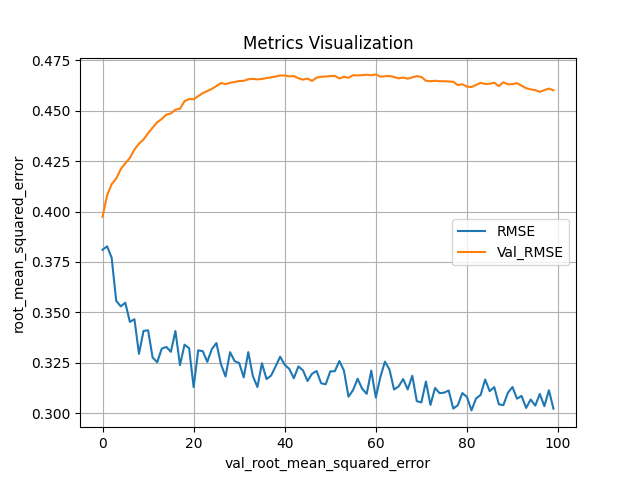 Metrics Visualization
0.475
0.450
0.425
0.400
0.375
0.350
0.325
0.300
root_mean_squared_error
RMSE
Val_RMSE
0 20 40 60 80 100
val_root_mean_squared_error